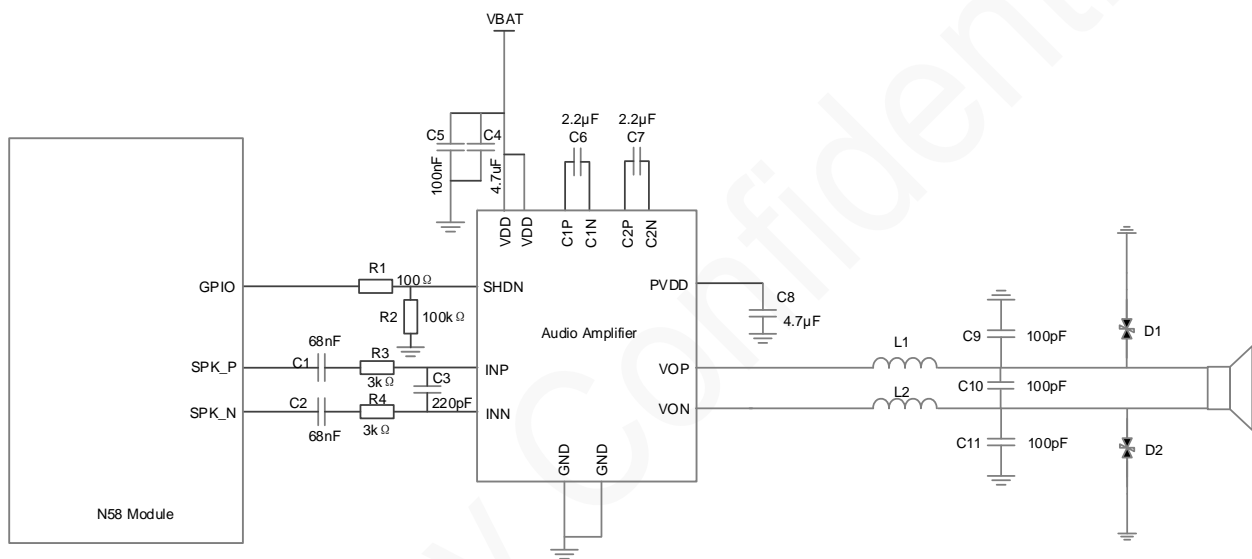 VBAT
2.2μF
2.2μF
C5
C4
C6
C7
100nF
4.7uF
VDD
VDD
C1P
C1N
C2P
C2N
GPIO
R1
100Ω
SHDN
PVDD
C8
4.7μF
R2
100kΩ
Audio Amplifier
C9
100pF
D1
L1
68nF
SPK_P
C1
R3
INP
C3
VOP
3kΩ
C10
100pF
SPK_N
C2
R4
220pF
INN
VON
L2
68nF
3kΩ
C11
100pF
D2
GND
GND
N58 Module
Confident